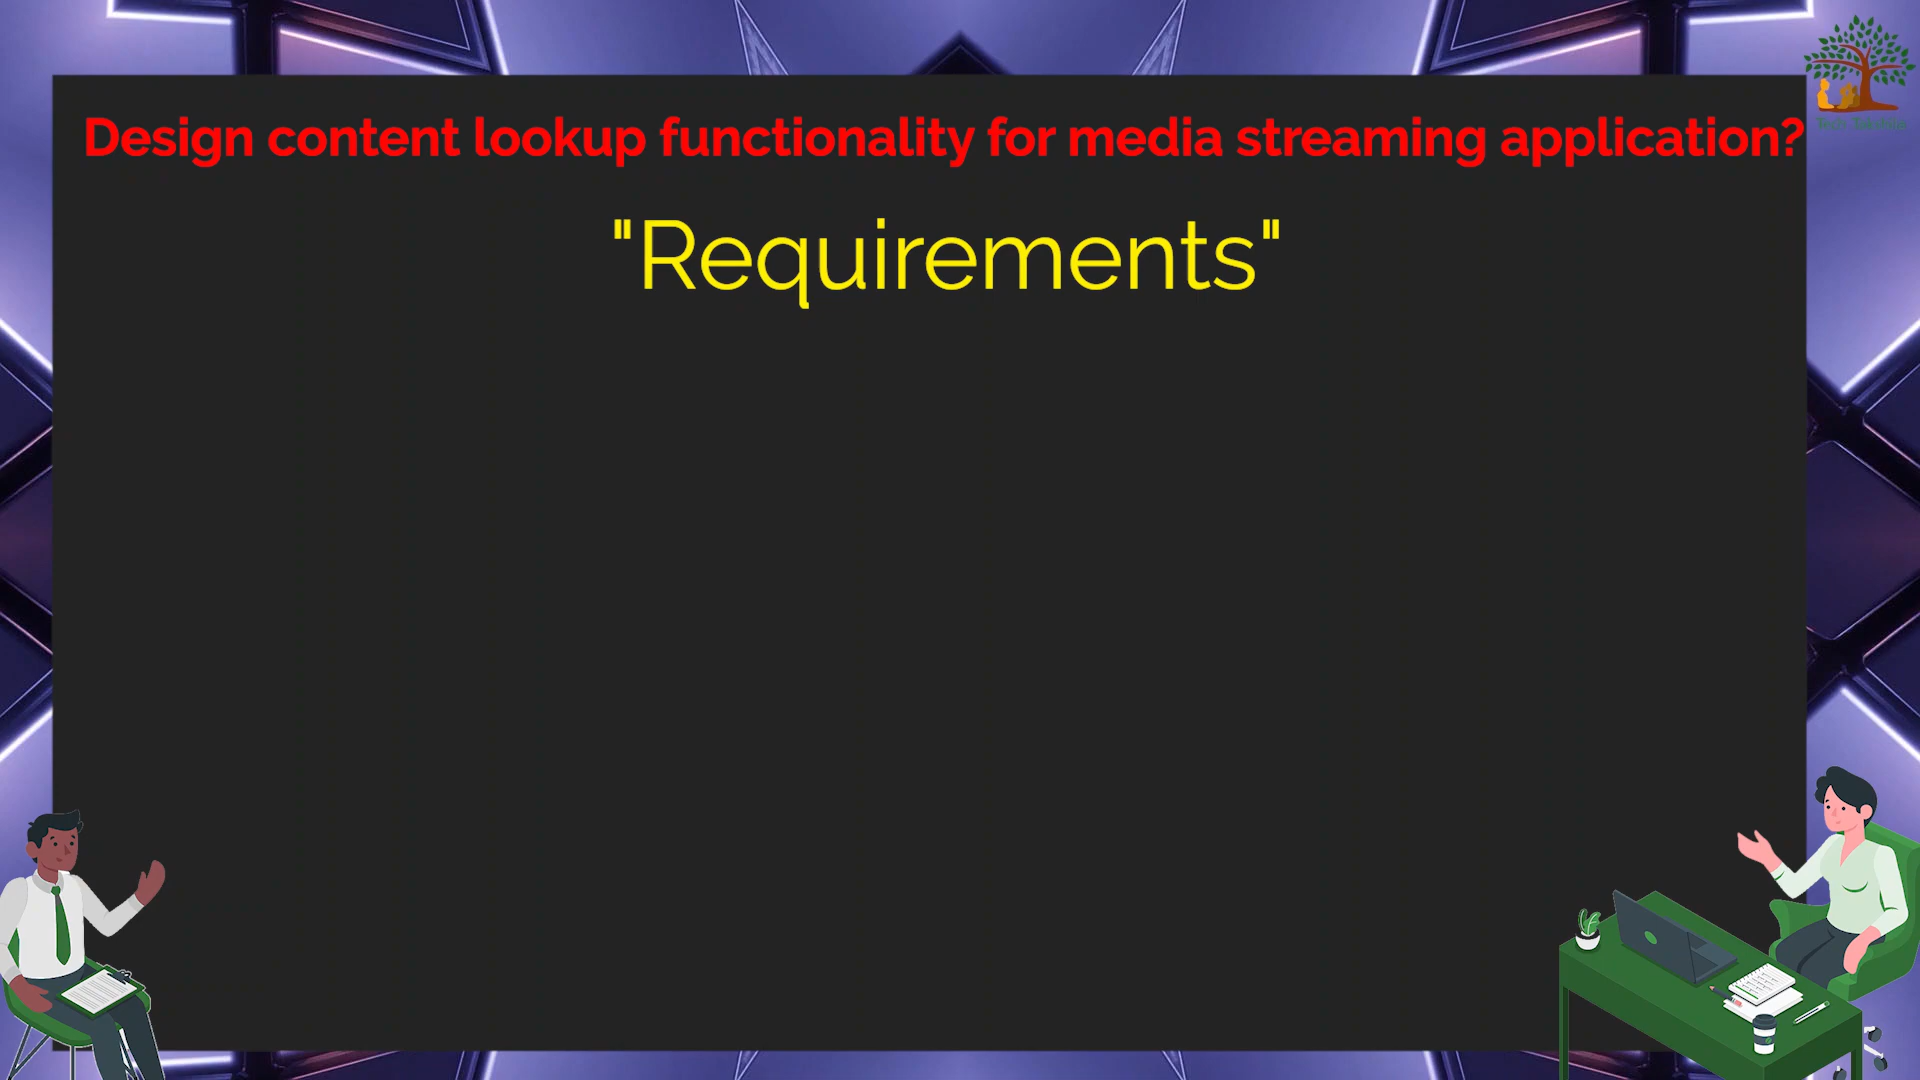 Design content lookup functionality for media streaming application?
"Requirements"